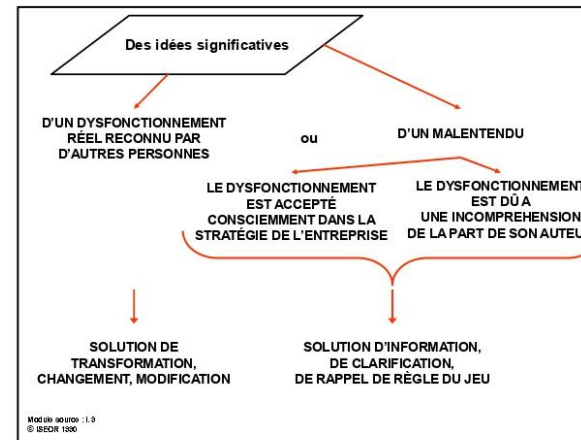 Des idées significatives
D'UN DYSFONCTIONNEMENT
RÉEL RECONNU PAR
D'AUTRES PERSONNES
ou
D'UN MALENTENDU
LE DYSFONCTIONNEMENT
EST ACCEPTÉ
CONSCIEMMENT DANS LA
STRATÉGIE DE L'ENTREPRISE
LE DYSFONCTIONNEMENT
EST DÛ A
UNE INCOMPREHENSION
DE LA PART DE SON AUTEU
SOLUTION DE
TRANSFORMATION,
CHANGEMENT, MODIFICATION
SOLUTION D'INFORMATION,
DE CLARIFICATION,
DE RAPPEL DE RÈGLE DU JEU
Module source : I.9
© ISEOR 1990